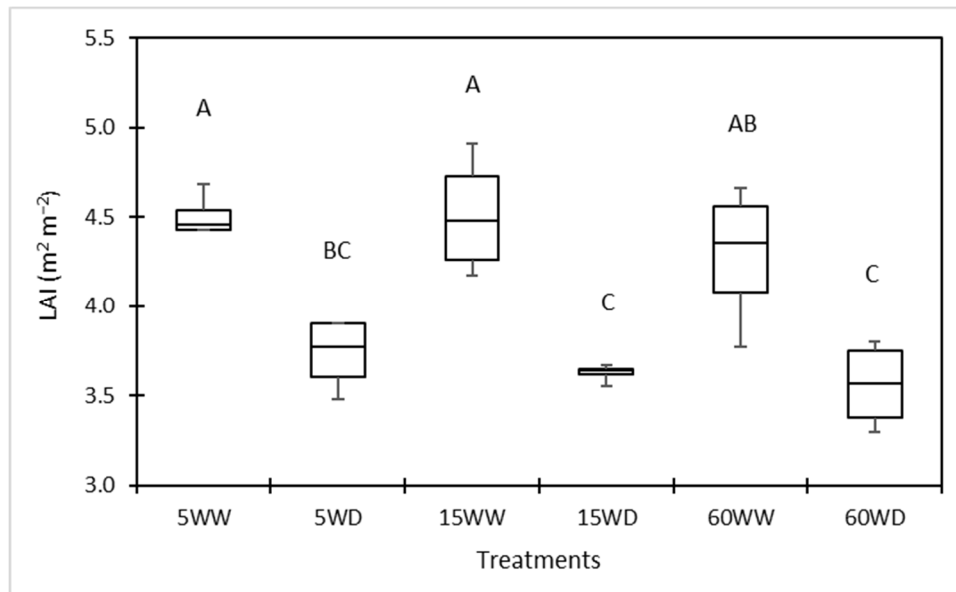 5.5
A
A
5.0
AB
4.5
BC
C
C
4.0
3.5
3.0
LAI (m² m⁻²)
5WW 5WD 15WW 15WD 60WW 60WD
Treatments